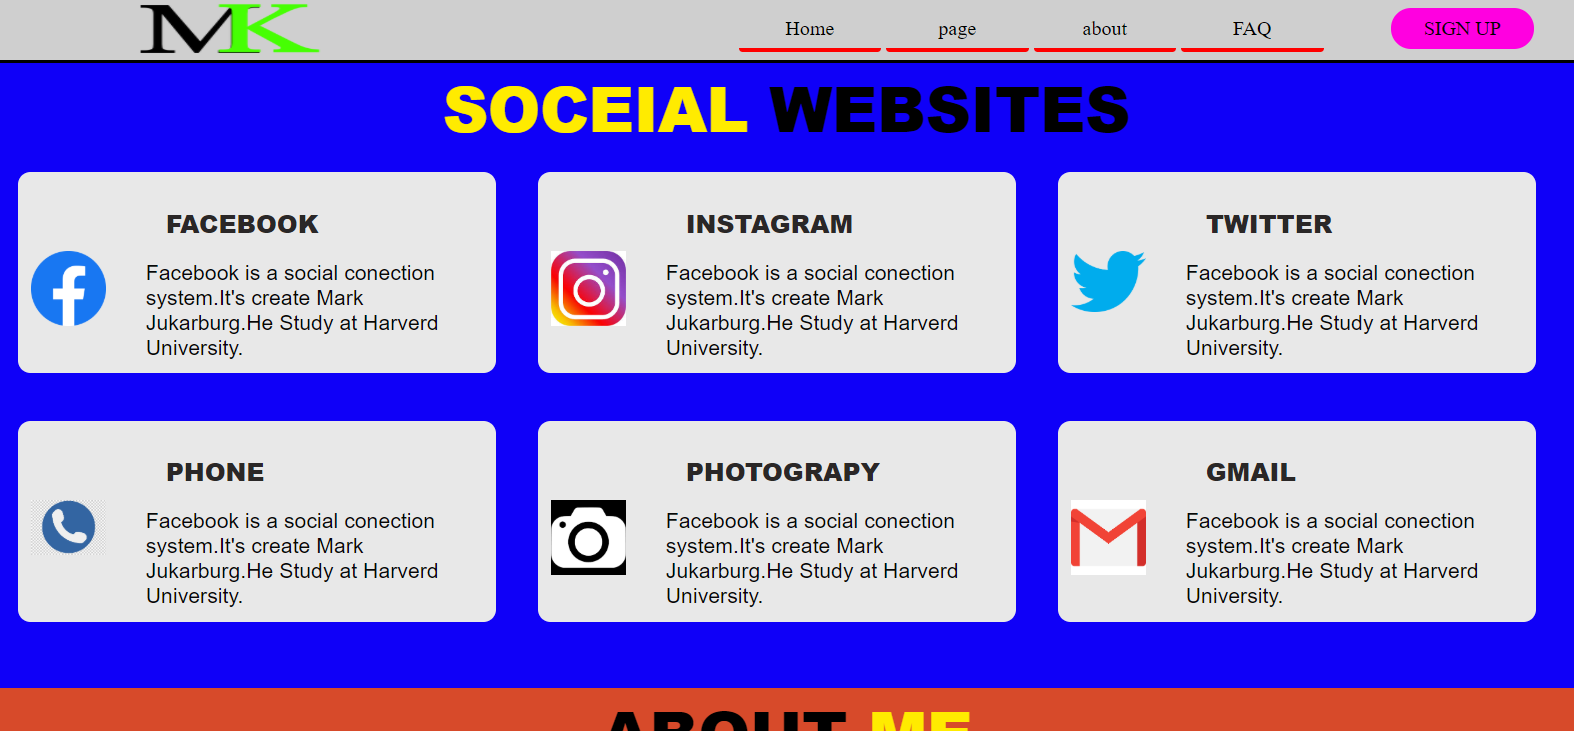 MK
Home page about FAQ SIGN UP
SOCEIAL WEBSITES
FACEBOOK
Facebook is a social conection
system.It's create Mark
Jukarburg.He Study at Harverd
University.
INSTAGRAM
Facebook is a social conection
system.It's create Mark
Jukarburg.He Study at Harverd
University.
TWITTER
Facebook is a social conection
system.It's create Mark
Jukarburg.He Study at Harverd
University.
PHONE
Facebook is a social conection
system.It's create Mark
Jukarburg.He Study at Harverd
University.
PHOTOGRAPY
Facebook is a social conection
system.It's create Mark
Jukarburg.He Study at Harverd
University.
GMAIL
Facebook is a social conection
system.It's create Mark
Jukarburg.He Study at Harverd
University.
ABOUT ME